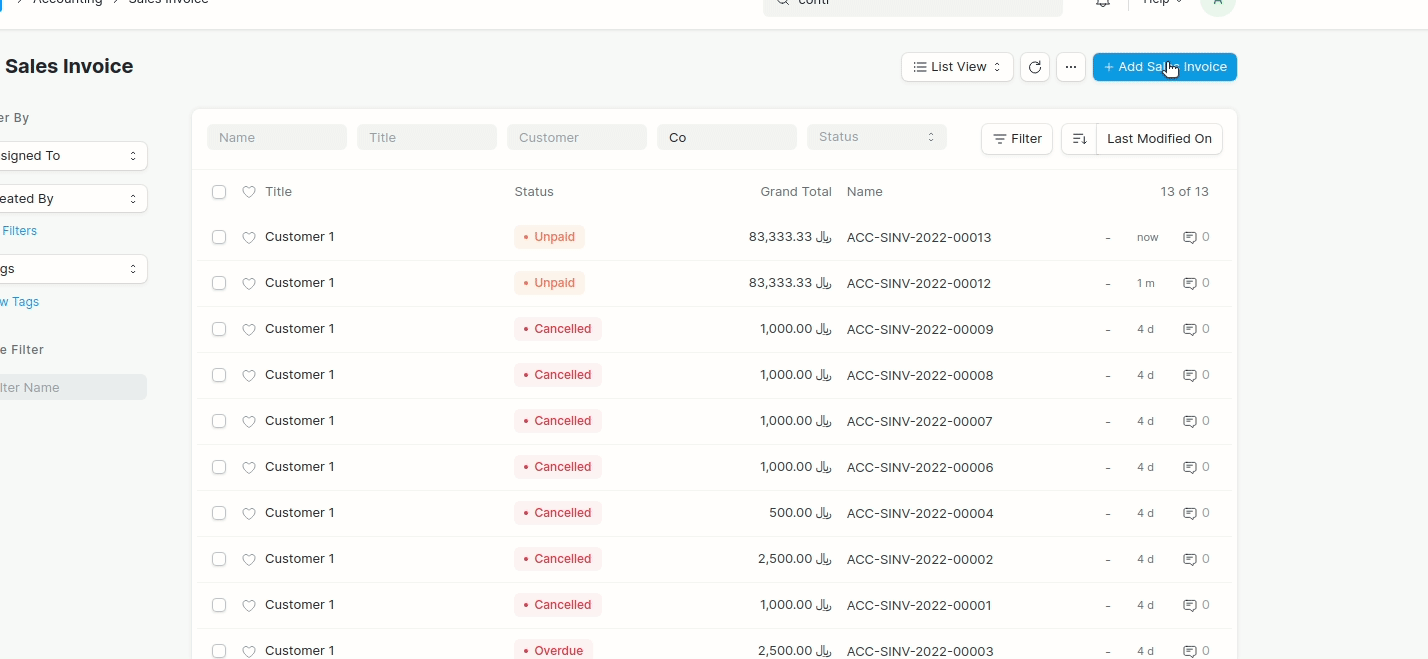 Accounting > Sales Invoice
Help
A
Sales Invoice
List View
+ Add Sales Invoice
er By
signed To
eated By
Filters
gs
w Tags
e Filter
lter Name
Name Title Customer Co Status Filter Last Modified On
Title Status Grand Total Name 13 of 13
Customer 1 Unpaid 83,333.33 ﷼ ACC-SINV-2022-00013 - now 0
Customer 1 Unpaid 83,333.33 ﷼ ACC-SINV-2022-00012 - 1 m 0
Customer 1 Cancelled 1,000.00 ﷼ ACC-SINV-2022-00009 - 4 d 0
Customer 1 Cancelled 1,000.00 ﷼ ACC-SINV-2022-00008 - 4 d 0
Customer 1 Cancelled 1,000.00 ﷼ ACC-SINV-2022-00007 - 4 d 0
Customer 1 Cancelled 1,000.00 ﷼ ACC-SINV-2022-00006 - 4 d 0
Customer 1 Cancelled 500.00 ﷼ ACC-SINV-2022-00004 - 4 d 0
Customer 1 Cancelled 2,500.00 ﷼ ACC-SINV-2022-00002 - 4 d 0
Customer 1 Cancelled 1,000.00 ﷼ ACC-SINV-2022-00001 - 4 d 0
Customer 1 Overdue 2,500.00 ﷼ ACC-SINV-2022-00003 - 4 d 0